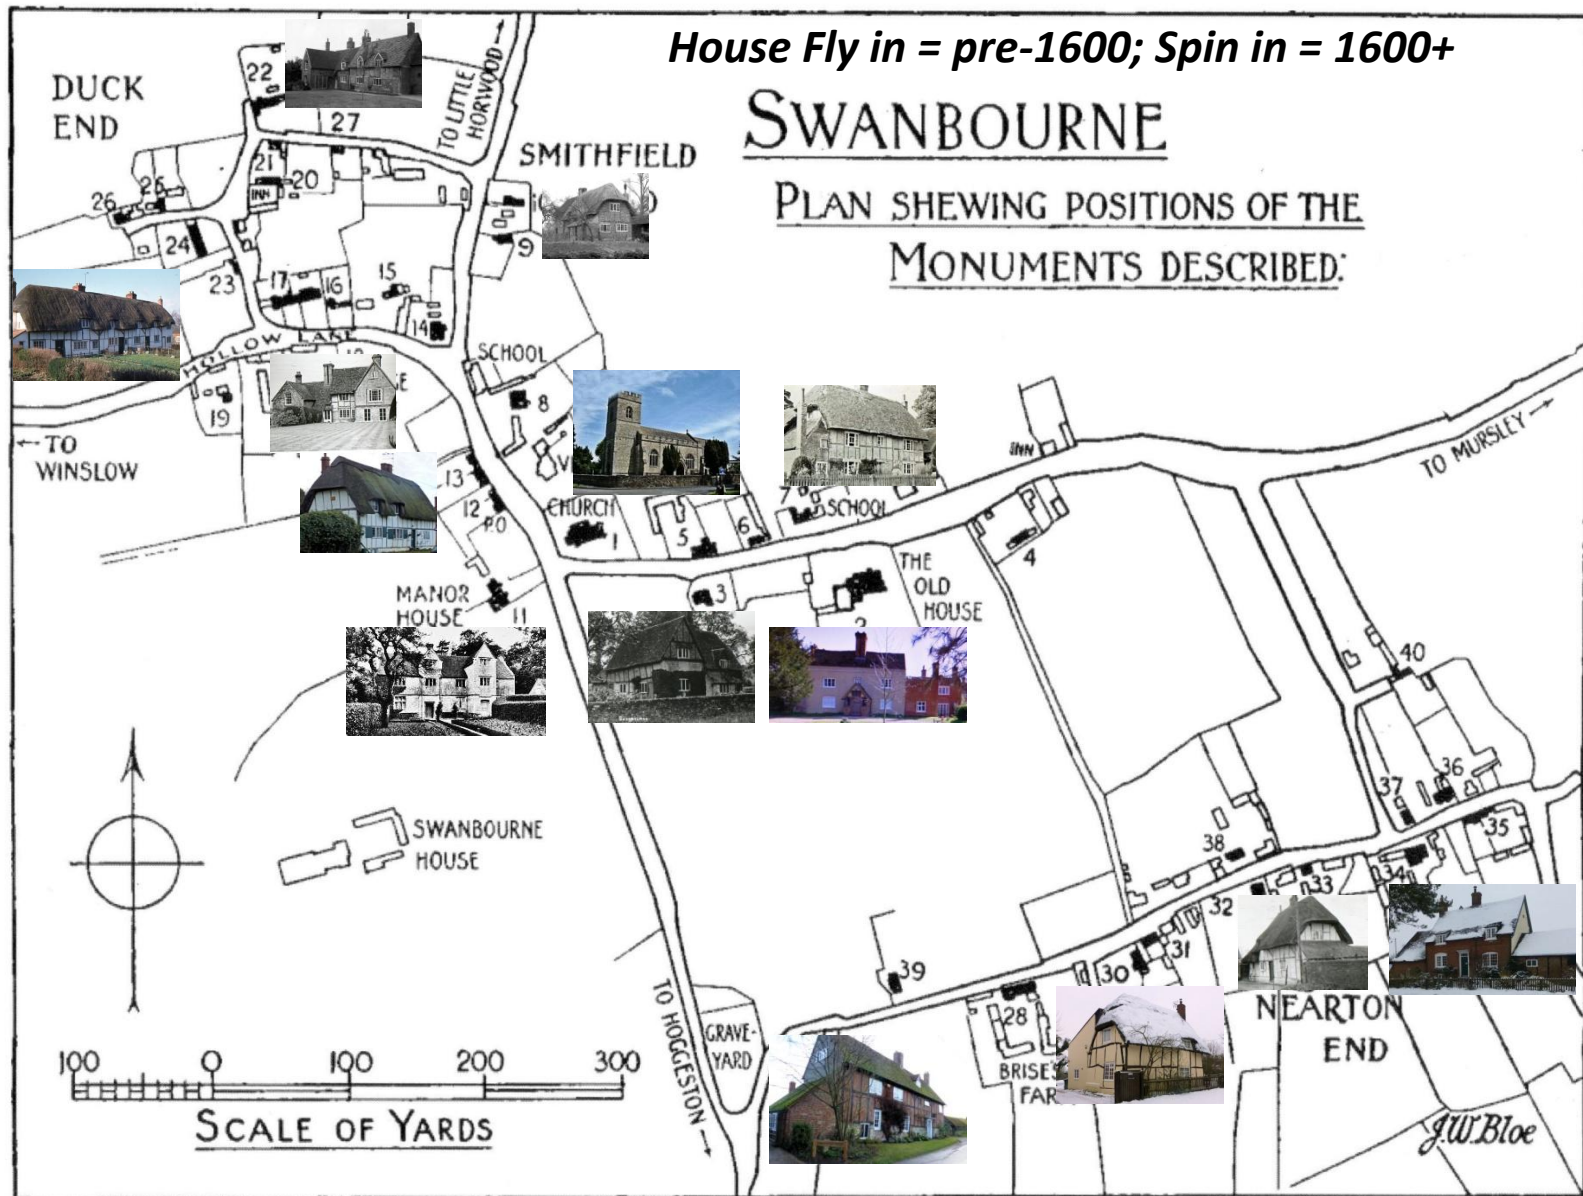 House Fly in = pre-1600; Spin in = 1600+
SWANBOURNE
PLAN SHEWING POSITIONS OF THE
MONUMENTS DESCRIBED:
DUCK
END
22
27
TO LITTLE
HORWOOD
SMITHFIELD
21
20
INN
25
26
24
9
23
17
16
15
14
HOLLOW LAKE
SCHOOL
19
8
← TO
WINSLOW
13
12
P.O
CHURCH
1
5
6
7
SCHOOL
INN
4
TO MURSLEY →
MANOR
HOUSE
11
3
THE
OLD
HOUSE
2
40
SWANBOURNE
HOUSE
37
36
35
38
34
33
32
31
30
39
28
BRISE'S
NEARTON
END
TO HOGGESTON →
GRAVE-
YARD
100 0 100 200 300
SCALE OF YARDS
J.W.Bloe